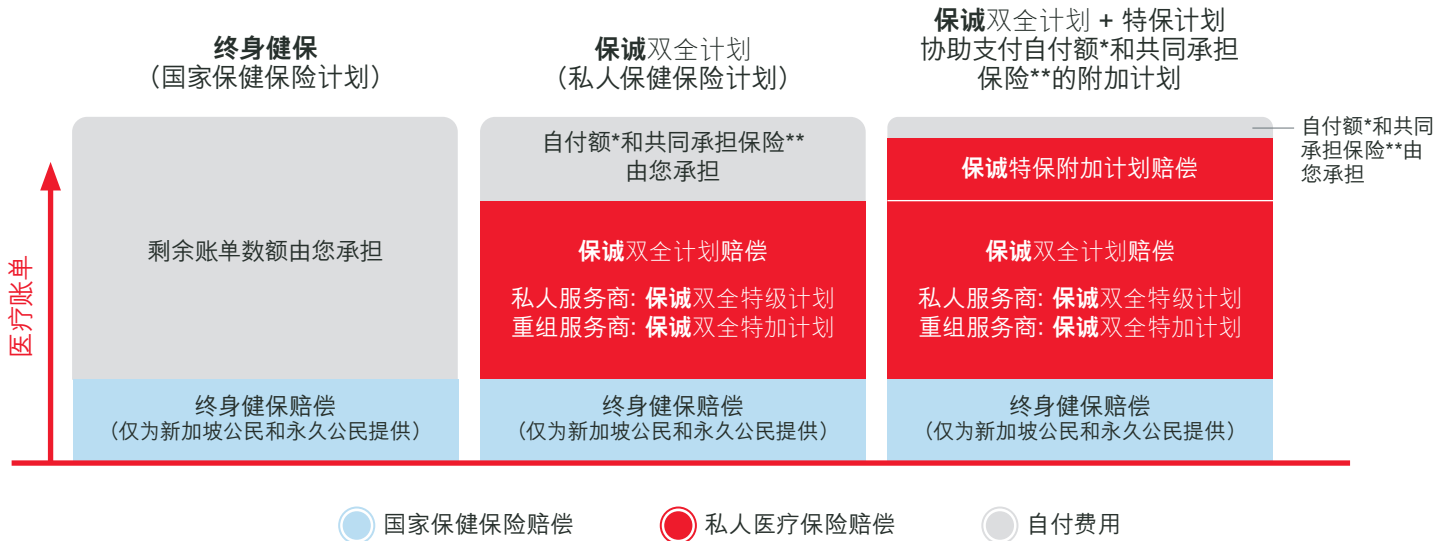 终身健保
（国家保健保险计划）
保诚双全计划
（私人保健保险计划）
保诚双全计划 + 特保计划
协助支付自付额*和共同承担
保险**的附加计划
医疗账单
剩余账单数额由您承担
终身健保赔偿
（仅为新加坡公民和永久公民提供）
自付额*和共同承担保险**
由您承担
保诚双全计划赔偿
私人服务商: 保诚双全特级计划
重组服务商: 保诚双全特加计划
终身健保赔偿
（仅为新加坡公民和永久公民提供）
自付额*和共同
承担保险**由
您承担
保诚特保附加计划赔偿
保诚双全计划赔偿
私人服务商: 保诚双全特级计划
重组服务商: 保诚双全特加计划
终身健保赔偿
（仅为新加坡公民和永久公民提供）
国家保健保险赔偿
私人医疗保险赔偿
自付费用